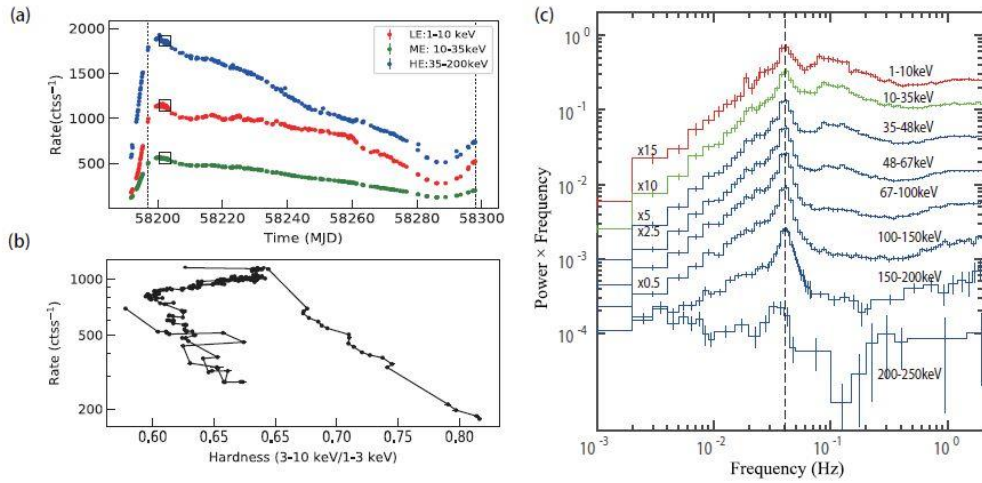 (a)
2000
1500
1000
500
Rate(ctss⁻¹)
LE:1-10 keV
ME: 10-35keV
HE:35-200keV
58200 58220 58240 58260 58280 58300
Time (MJD)
(b)
1000
500
200
Rate (ctss⁻¹)
0.60 0.65 0.70 0.75 0.80
Hardness (3-10 keV/1-3 keV)
(c)
10⁰
10⁻¹
10⁻²
10⁻³
10⁻⁴
Power × Frequency
1-10keV
10-35keV
35-48keV
48-67keV
67-100keV
100-150keV
150-200keV
200-250keV
x15
x10
x5
x2.5
x0.5
10⁻³ 10⁻² 10⁻¹ 10⁰
Frequency (Hz)